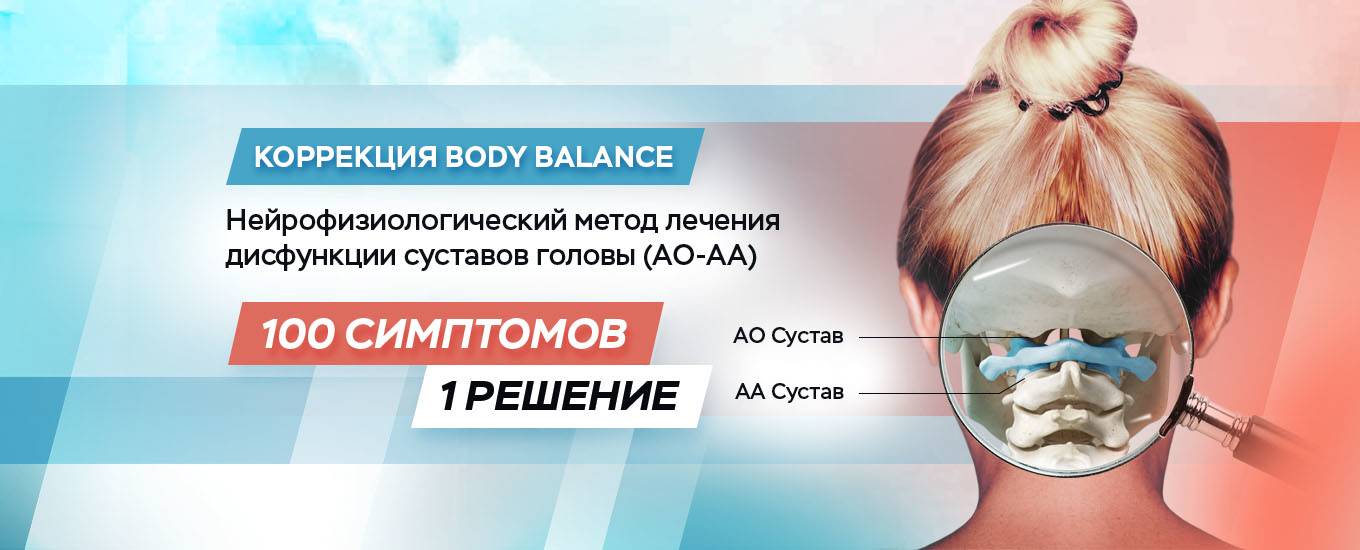 КОРРЕКЦИЯ BODY BALANCE
Нейрофизиологический метод лечения
дисфункции суставов головы (АО-АА)
100 СИМПТОМОВ
1 РЕШЕНИЕ
АО Сустав
АА Сустав